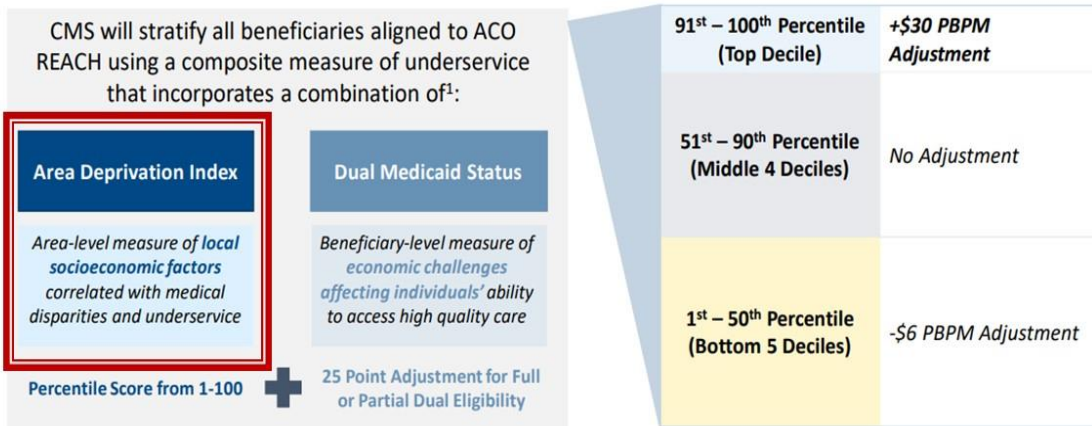 CMS will stratify all beneficiaries aligned to ACO
REACH using a composite measure of underservice
that incorporates a combination of¹:
Area Deprivation Index
Area-level measure of local
socioeconomic factors
correlated with medical
disparities and underservice
Percentile Score from 1-100
Dual Medicaid Status
Beneficiary-level measure of
economic challenges
affecting individuals’ ability
to access high quality care
25 Point Adjustment for Full
or Partial Dual Eligibility
91st – 100th Percentile
(Top Decile)
+$30 PBPM
Adjustment
51st – 90th Percentile
(Middle 4 Deciles)
No Adjustment
1st – 50th Percentile
(Bottom 5 Deciles)
-$6 PBPM Adjustment